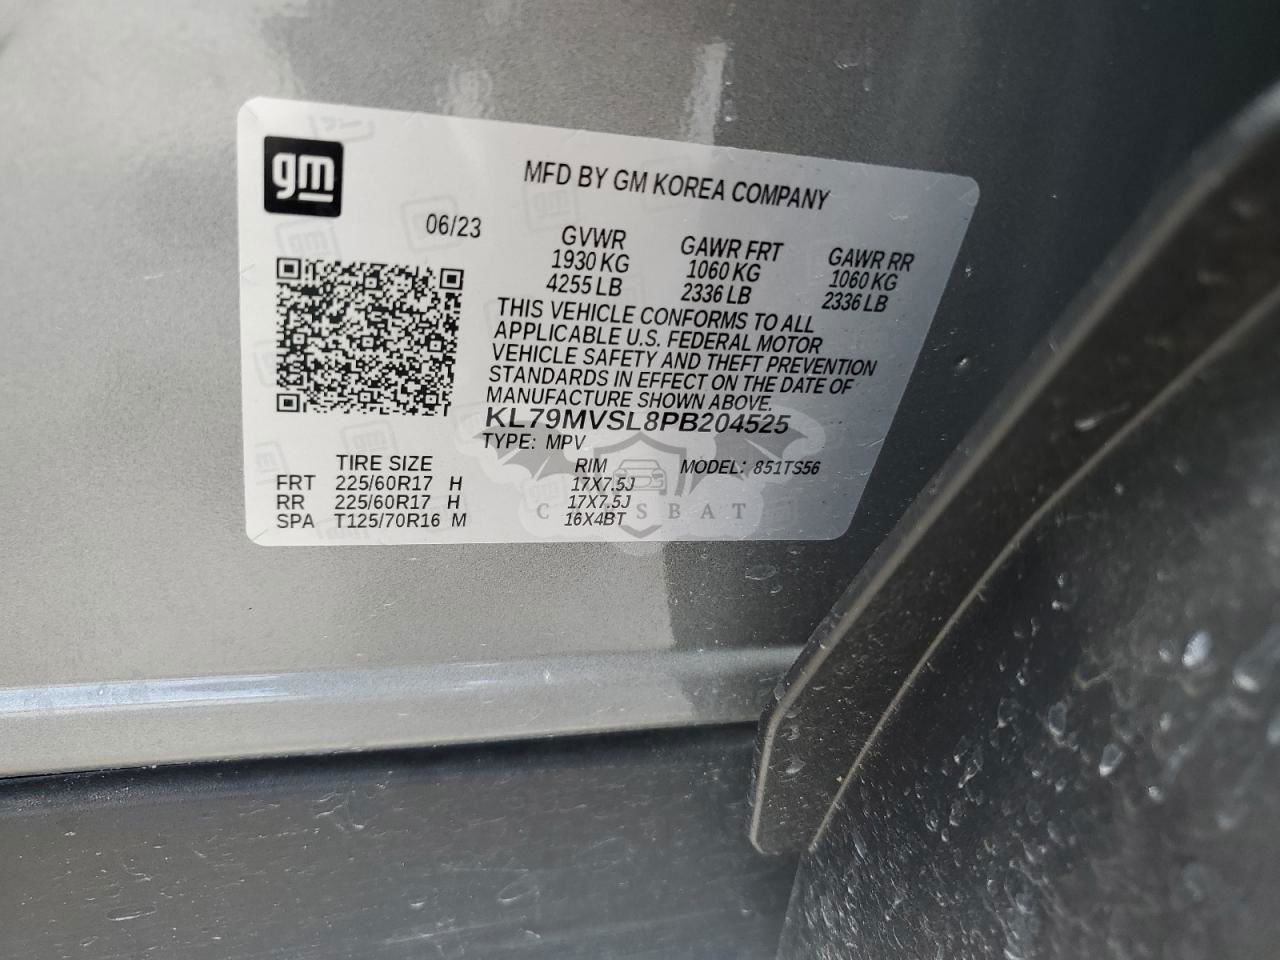 gm
MFD BY GM KOREA COMPANY
06/23
GVWR GAWR FRT GAWR RR
1930 KG 1060 KG 1060 KG
4255 LB 2336 LB 2336 LB
THIS VEHICLE CONFORMS TO ALL
APPLICABLE U.S. FEDERAL MOTOR
VEHICLE SAFETY AND THEFT PREVENTION
STANDARDS IN EFFECT ON THE DATE OF
MANUFACTURE SHOWN ABOVE.
KL79MVSL8PB204525
TYPE: MPV
TIRE SIZE RIM MODEL: 851TS56
FRT 225/60R17 H 17X7.5J
RR 225/60R17 H 17X7.5J
SPA T125/70R16 M 16X4BT
CARSBAT